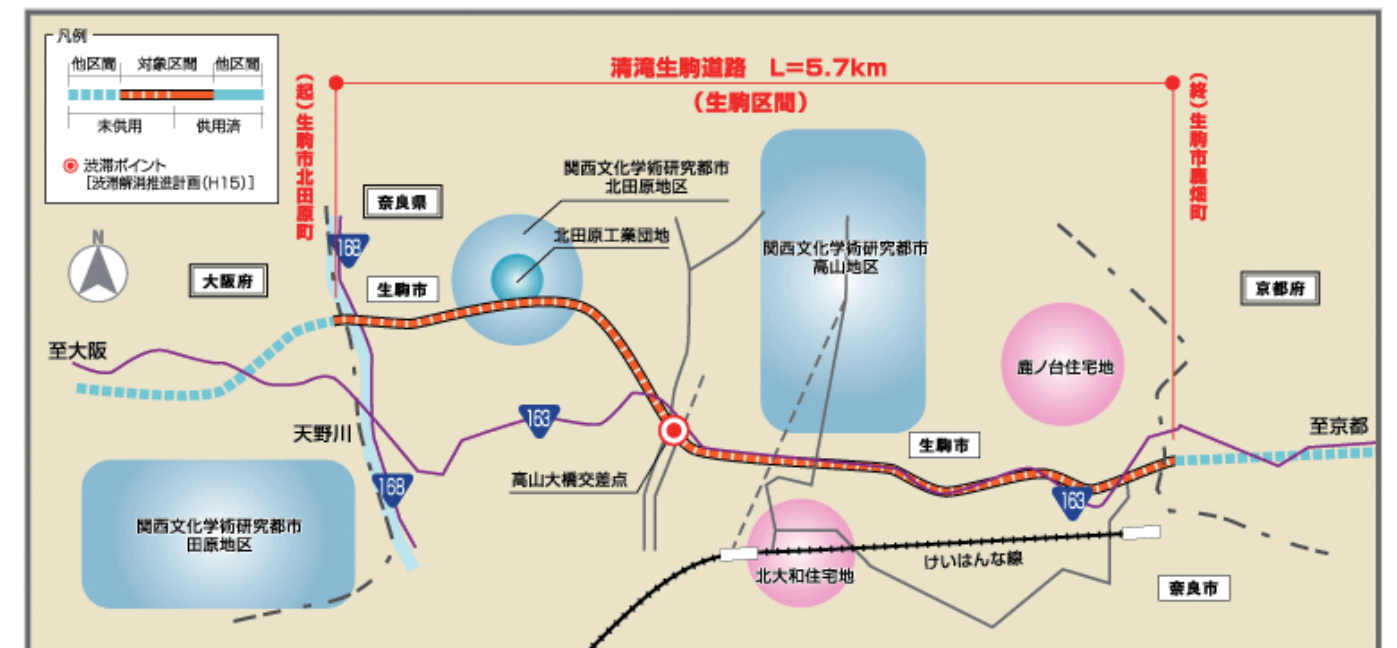 凡例
他区間 対象区間 他区間
未供用 供用済
渋滞ポイント
[渋滞解消推進計画(H15)]
清滝生駒道路 L=5.7km
(生駒区間)
(起)生駒市北田原町
(終)生駒市鹿畑町
関西文化学術研究都市
北田原地区
北田原工業団地
奈良県
168
N
大阪府
生駒市
関西文化学術研究都市
高山地区
京都府
至大阪
鹿ノ台住宅地
163
天野川
至京都
生駒市
高山大橋交差点
168
163
関西文化学術研究都市
田原地区
けいはんな線
北大和住宅地
奈良市